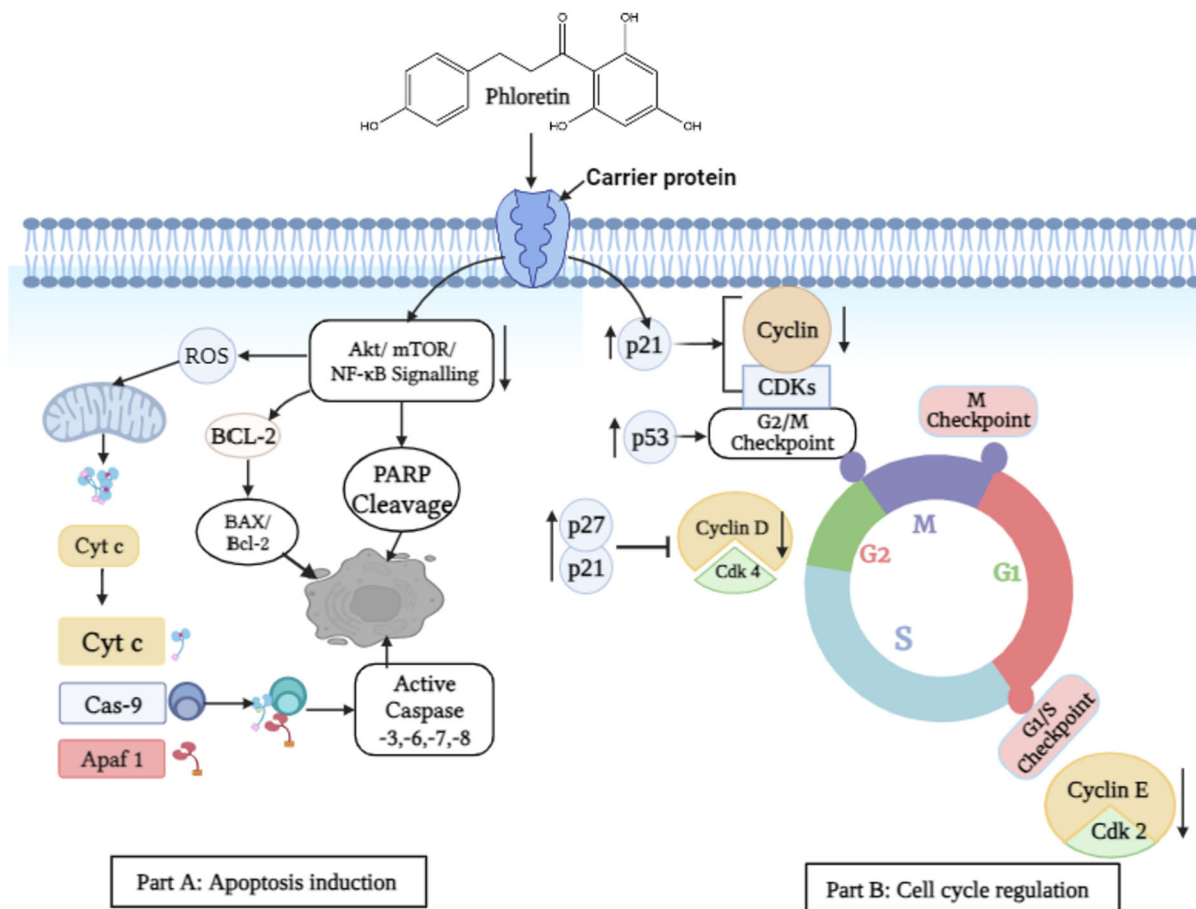 O
OH
Phloretin
HO
HO
OH
Carrier protein
ROS
Akt/ mTOR/
NF-κB Signalling
BCL-2
BAX/
Bcl-2
PARP
Cleavage
Cyt c
Cyt c
Cas-9
Apaf 1
Active
Caspase
-3,-6,-7,-8
Part A: Apoptosis induction
p21
Cyclin
CDKs
p53
G2/M
Checkpoint
M
Checkpoint
p27
p21
Cyclin D
Cdk 4
M
G2
G1
S
G1/S
Checkpoint
Cyclin E
Cdk 2
Part B: Cell cycle regulation